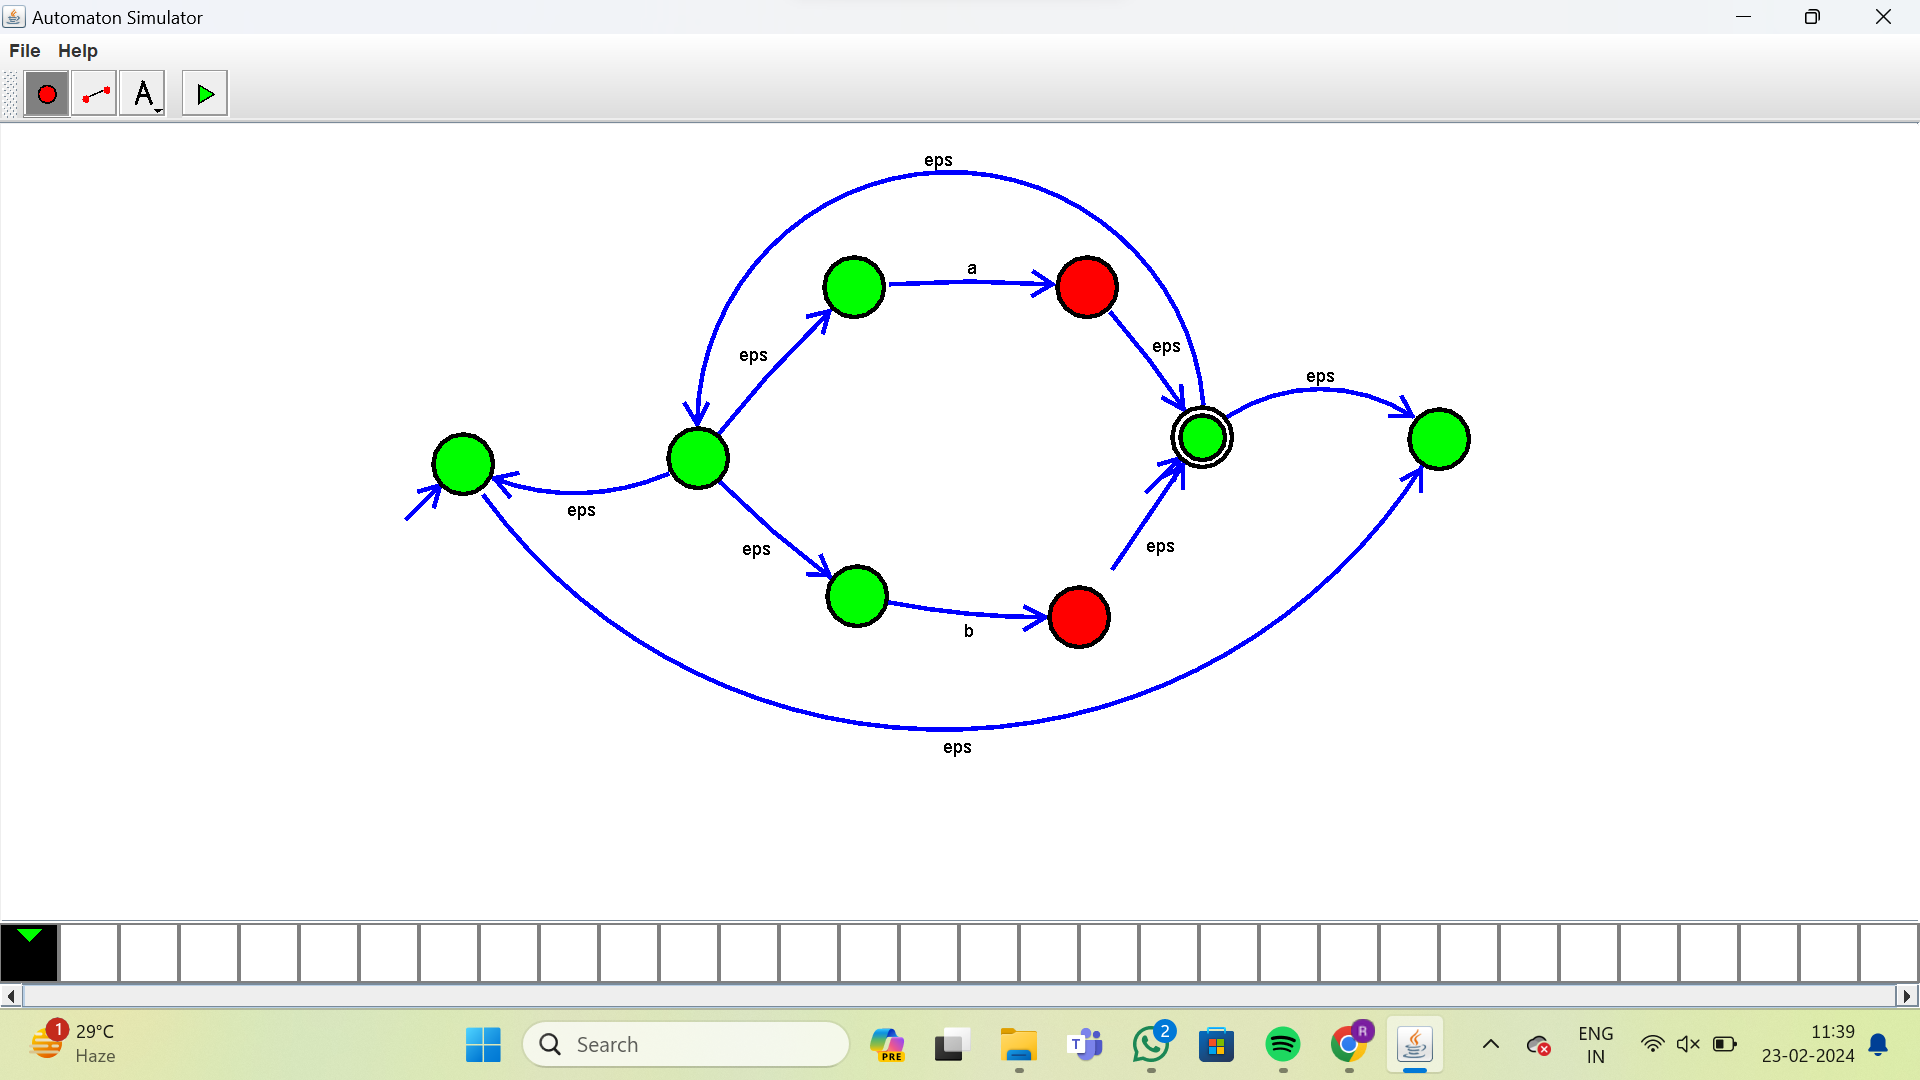 Automaton Simulator
File Help
A
eps
a
eps
eps
eps
eps
eps
eps
b
eps
1
29°C
Haze
Search
PRE
T
2
R
ENG
IN
11:39
23-02-2024